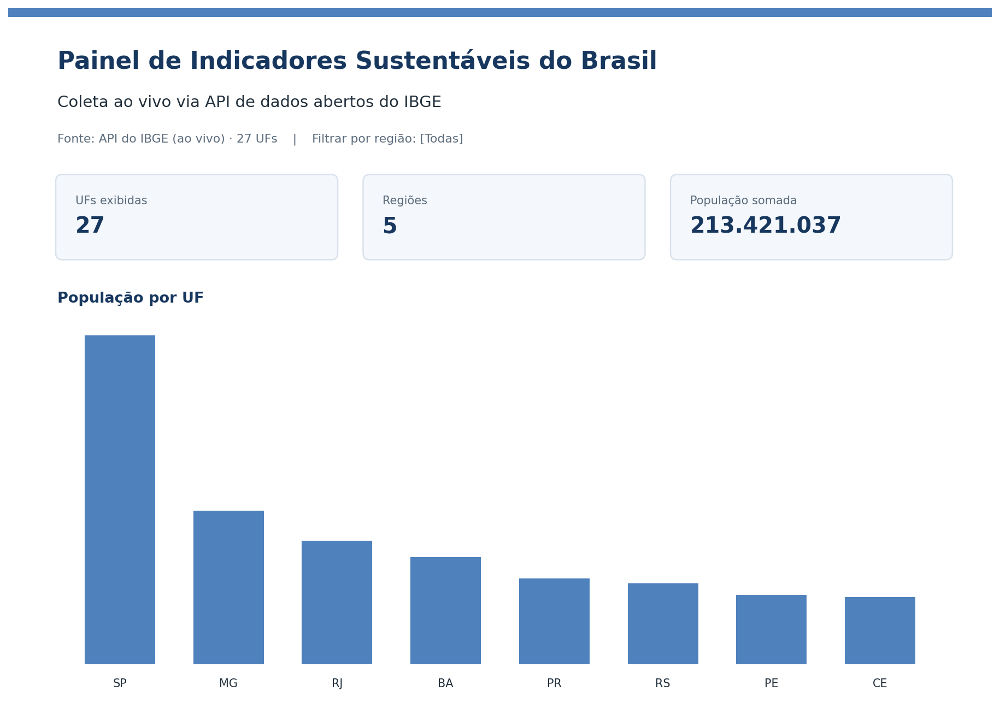 Painel de Indicadores Sustentáveis do Brasil
Coleta ao vivo via API de dados abertos do IBGE
Fonte: API do IBGE (ao vivo) · 27 UFs | Filtrar por região: [Todas]
UFs exibidas
27
Regiões
5
População somada
213.421.037
População por UF
SP MG RJ BA PR RS PE CE